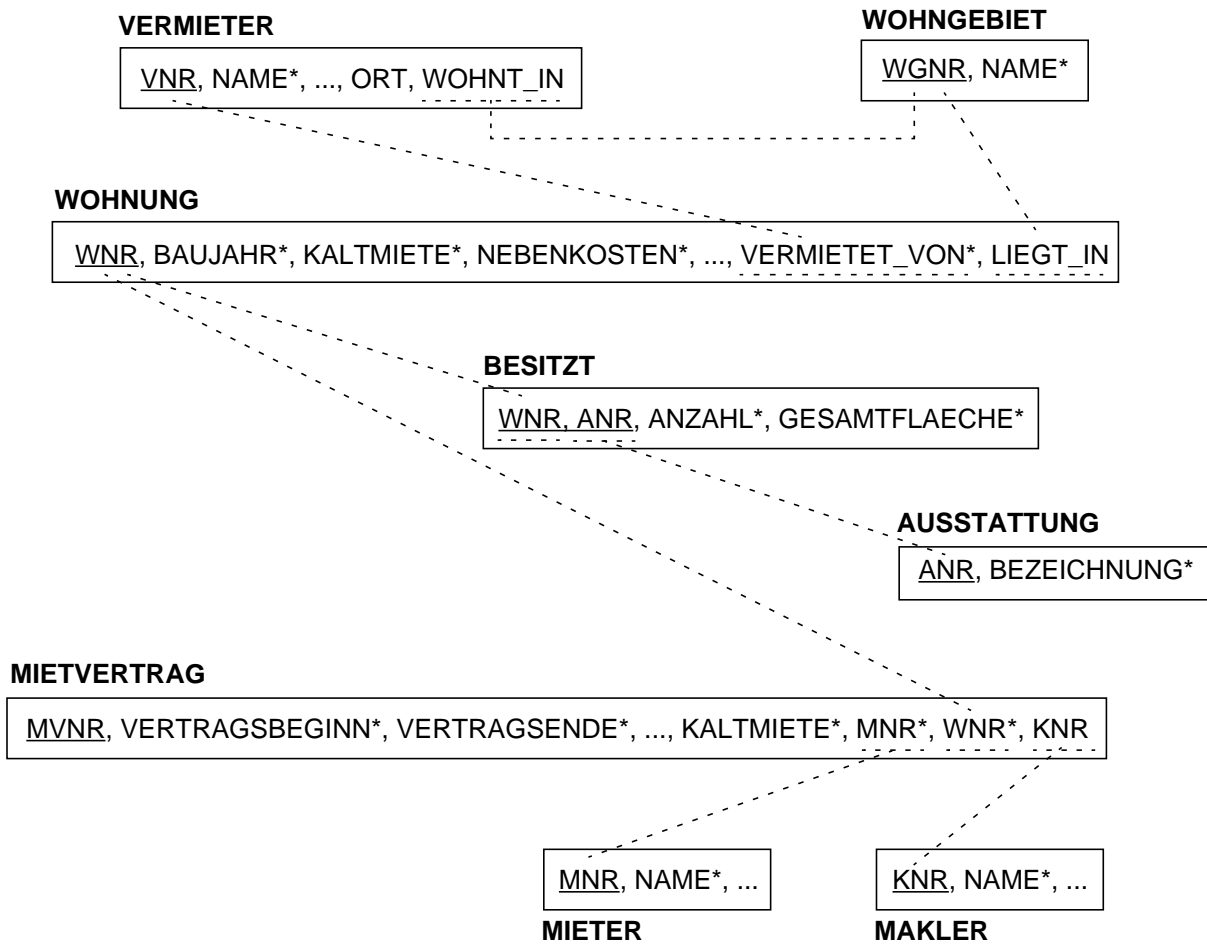 VERMIETER
WOHNGEBIET
VNR, NAME*, ..., ORT, WOHNT_IN
WGNR, NAME*
WOHNUNG
WNR, BAUJAHR*, KALTMIETE*, NEBENKOSTEN*, ..., VERMIETET_VON*, LIEGT_IN
BESITZT
WNR, ANR, ANZAHL*, GESAMTFLAECHE*
AUSSTATTUNG
ANR, BEZEICHNUNG*
MIETVERTRAG
MVNR, VERTRAGSBEGINN*, VERTRAGSENDE*, ..., KALTMIETE*, MNR*, WNR*, KNR
MNR, NAME*, ...
KNR, NAME*, ...
MIETER
MAKLER